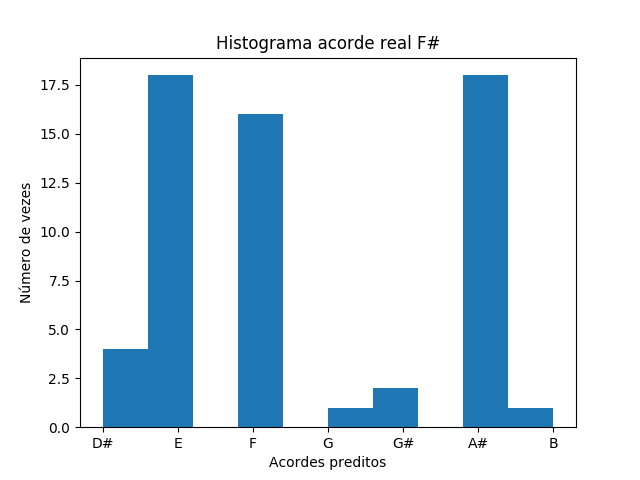 Histograma acorde real F#
17.5
15.0
12.5
10.0
7.5
5.0
2.5
0.0
Número de vezes
D# E F G G# A# B
Acordes preditos